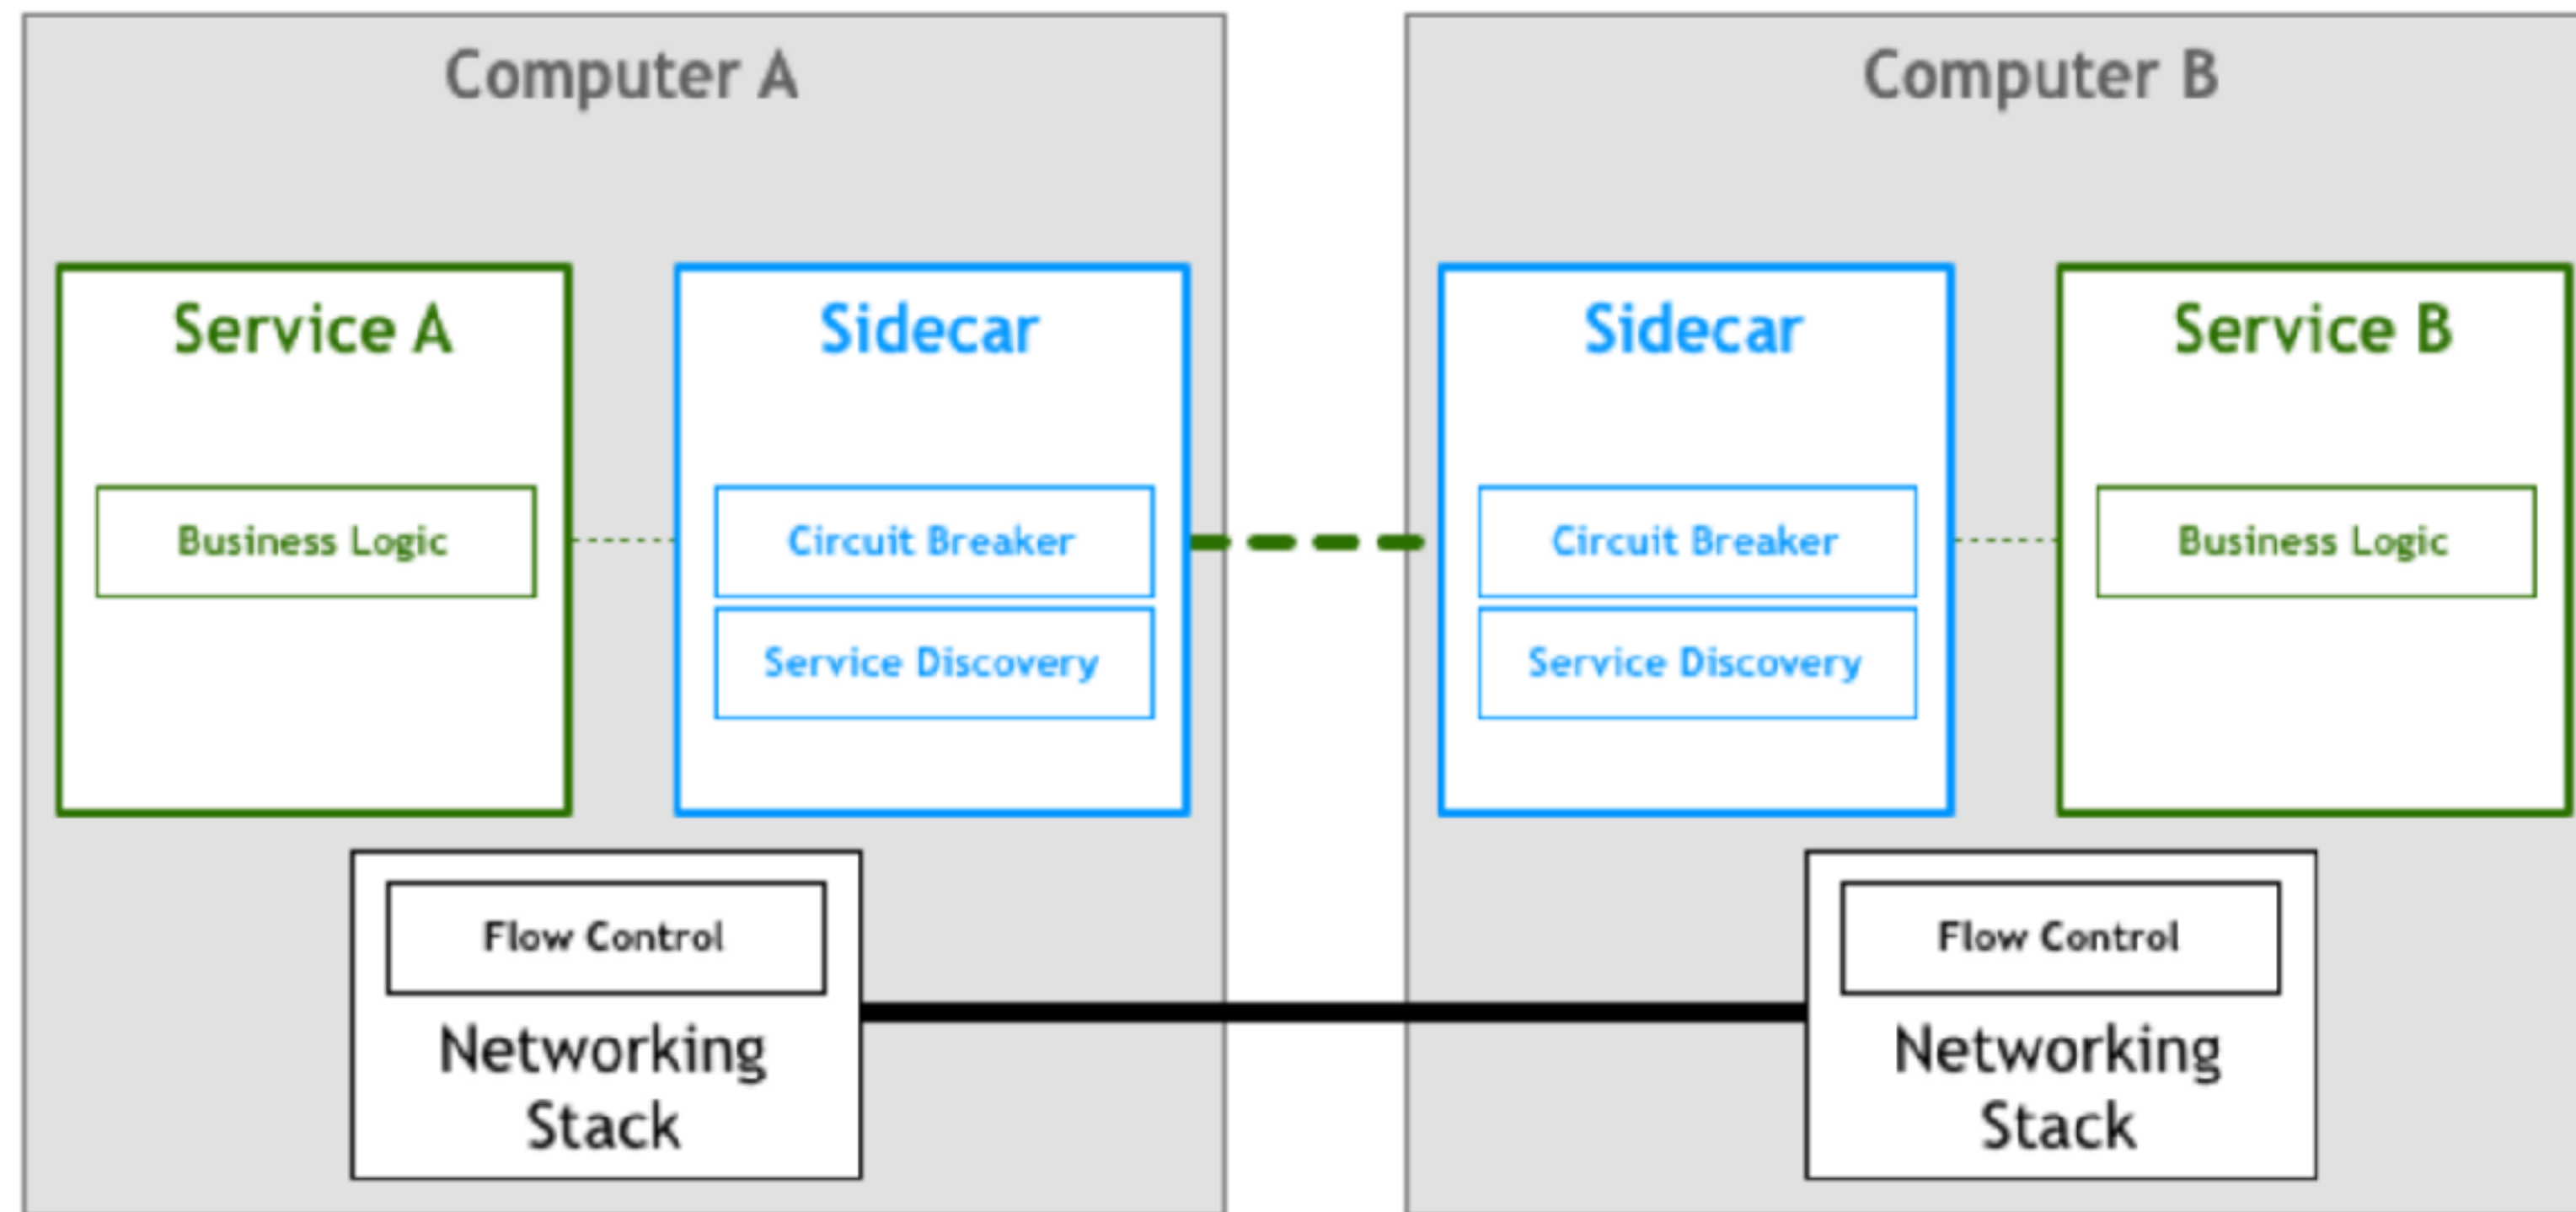 Computer A
Computer B
Service A
Sidecar
Sidecar
Service B
Business Logic
Circuit Breaker
Circuit Breaker
Business Logic
Service Discovery
Service Discovery
Flow Control
Flow Control
Networking
Stack
Networking
Stack